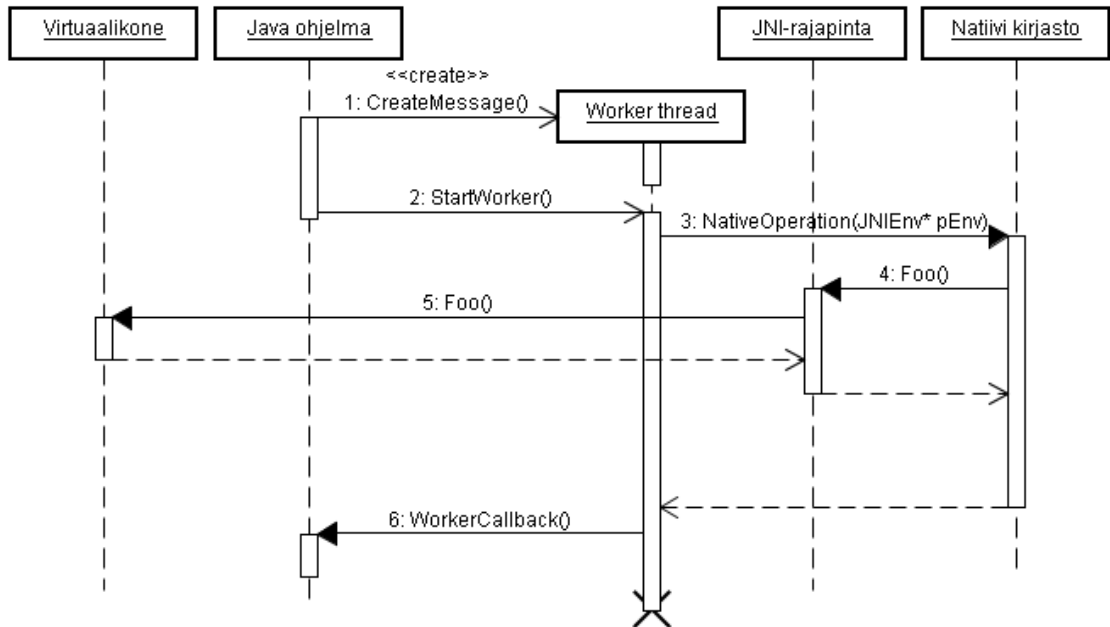 Virtuaalikone
Java ohjelma
JNI-rajapinta
Natiivi kirjasto
<<create>>
1: CreateMessage()
Worker thread
2: StartWorker()
3: NativeOperation(JNIEnv* pEnv)
4: Foo()
5: Foo()
6: WorkerCallback()